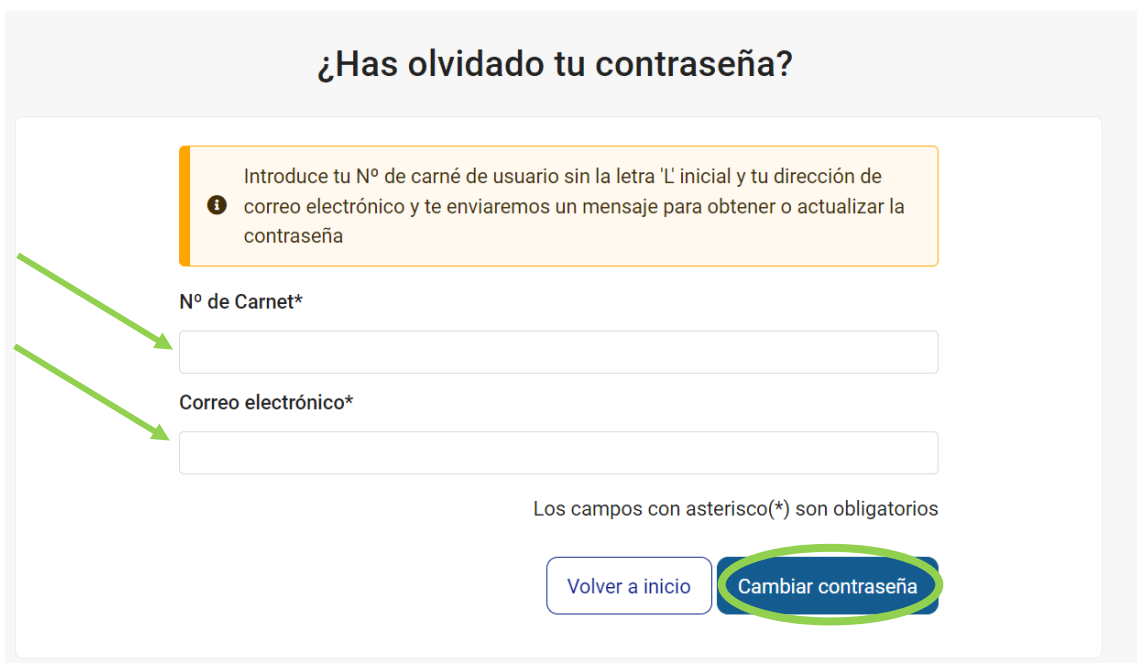 ¿Has olvidado tu contraseña?
Introduce tu Nº de carné de usuario sin la letra 'L' inicial y tu dirección de
correo electrónico y te enviaremos un mensaje para obtener o actualizar la
contraseña
Nº de Carnet*
Correo electrónico*
Los campos con asterisco(*) son obligatorios
Volver a inicio
Cambiar contraseña